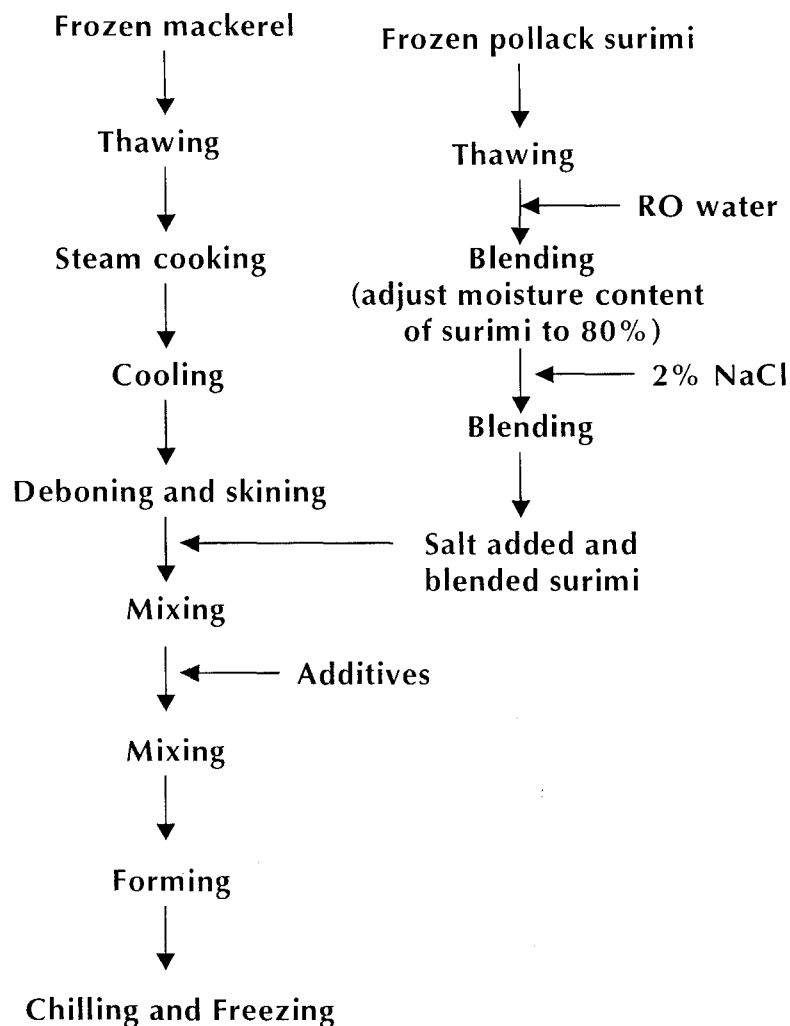 Frozen mackerel
Thawing
Steam cooking
Cooling
Deboning and skining
Mixing
Additives
Mixing
Forming
Chilling and Freezing
Frozen pollack surimi
Thawing
RO water
Blending
(adjust moisture content
of surimi to 80%)
2% NaCl
Blending
Salt added and
blended surimi